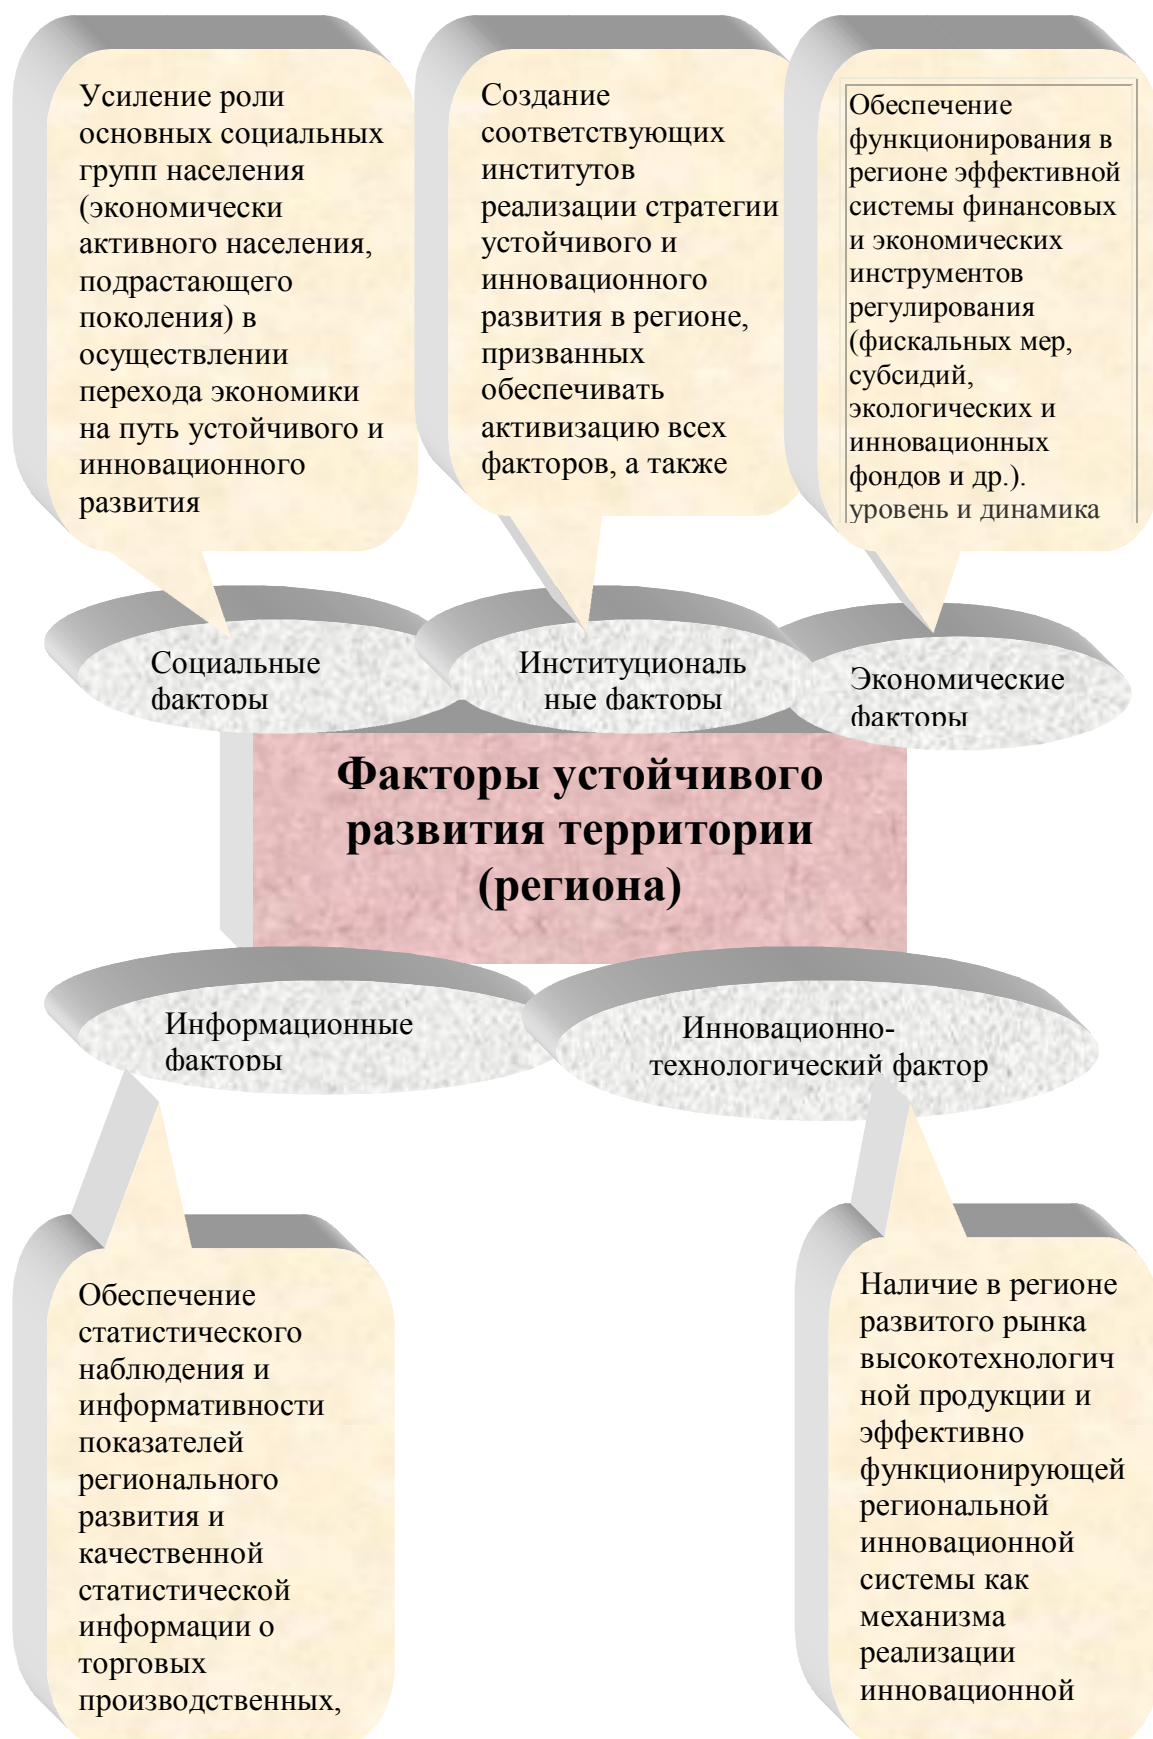 Усиление роли
основных социальных
групп населения
(экономически
активного населения,
подрастающего
поколения) в
осуществлении
перехода экономики
на путь устойчивого и
инновационного
развития
Создание
соответствующих
институтов
реализации стратегии
устойчивого и
инновационного
развития в регионе,
призванных
обеспечивать
активизацию всех
факторов, а также
Обеспечение
функционирования в
регионе эффективной
системы финансовых
и экономических
инструментов
регулирования
(фискальных мер,
субсидий,
экологических и
инновационных
фондов и др.).
уровень и динамика
Социальные
факторы
Институциональ
ные факторы
Экономические
факторы
Факторы устойчивого
развития территории
(региона)
Информационные
факторы
Инновационно-
технологический фактор
Обеспечение
статистического
наблюдения и
информативности
показателей
регионального
развития и
качественной
статистической
информации о
торговых
производственных,
Наличие в регионе
развитого рынка
высокотехнологич
ной продукции и
эффективно
функционирующей
региональной
инновационной
системы как
механизма
реализации
инновационной